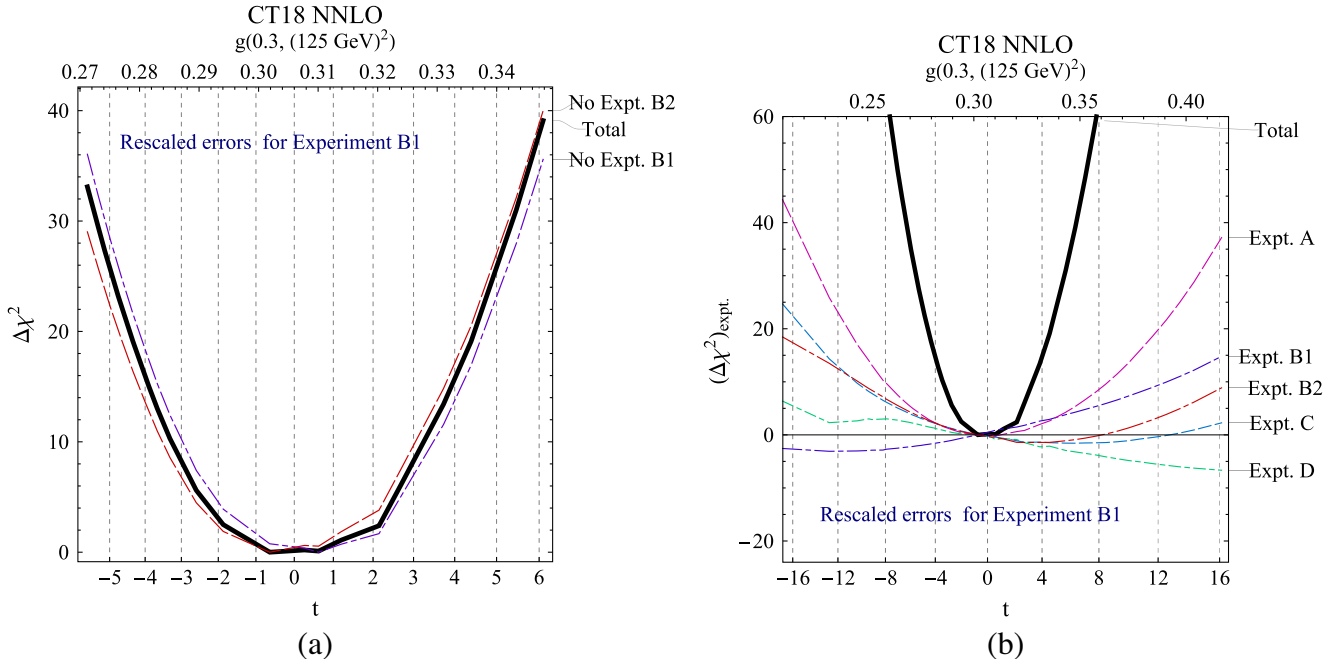 CT18 NNLO
g(0.3, (125 GeV)²)
0.27 0.28 0.29 0.30 0.31 0.32 0.33 0.34
40
30
20
10
0
Δχ²
Rescaled errors for Experiment B1
No Expt. B2
Total
No Expt. B1
−5 −4 −3 −2 −1 0 1 2 3 4 5 6
t
(a)
CT18 NNLO
g(0.3, (125 GeV)²)
0.25 0.30 0.35 0.40
60
40
20
0
−20
(Δχ²)expt.
Total
Expt. A
Expt. B1
Expt. B2
Expt. C
Expt. D
Rescaled errors for Experiment B1
−16 −12 −8 −4 0 4 8 12 16
t
(b)